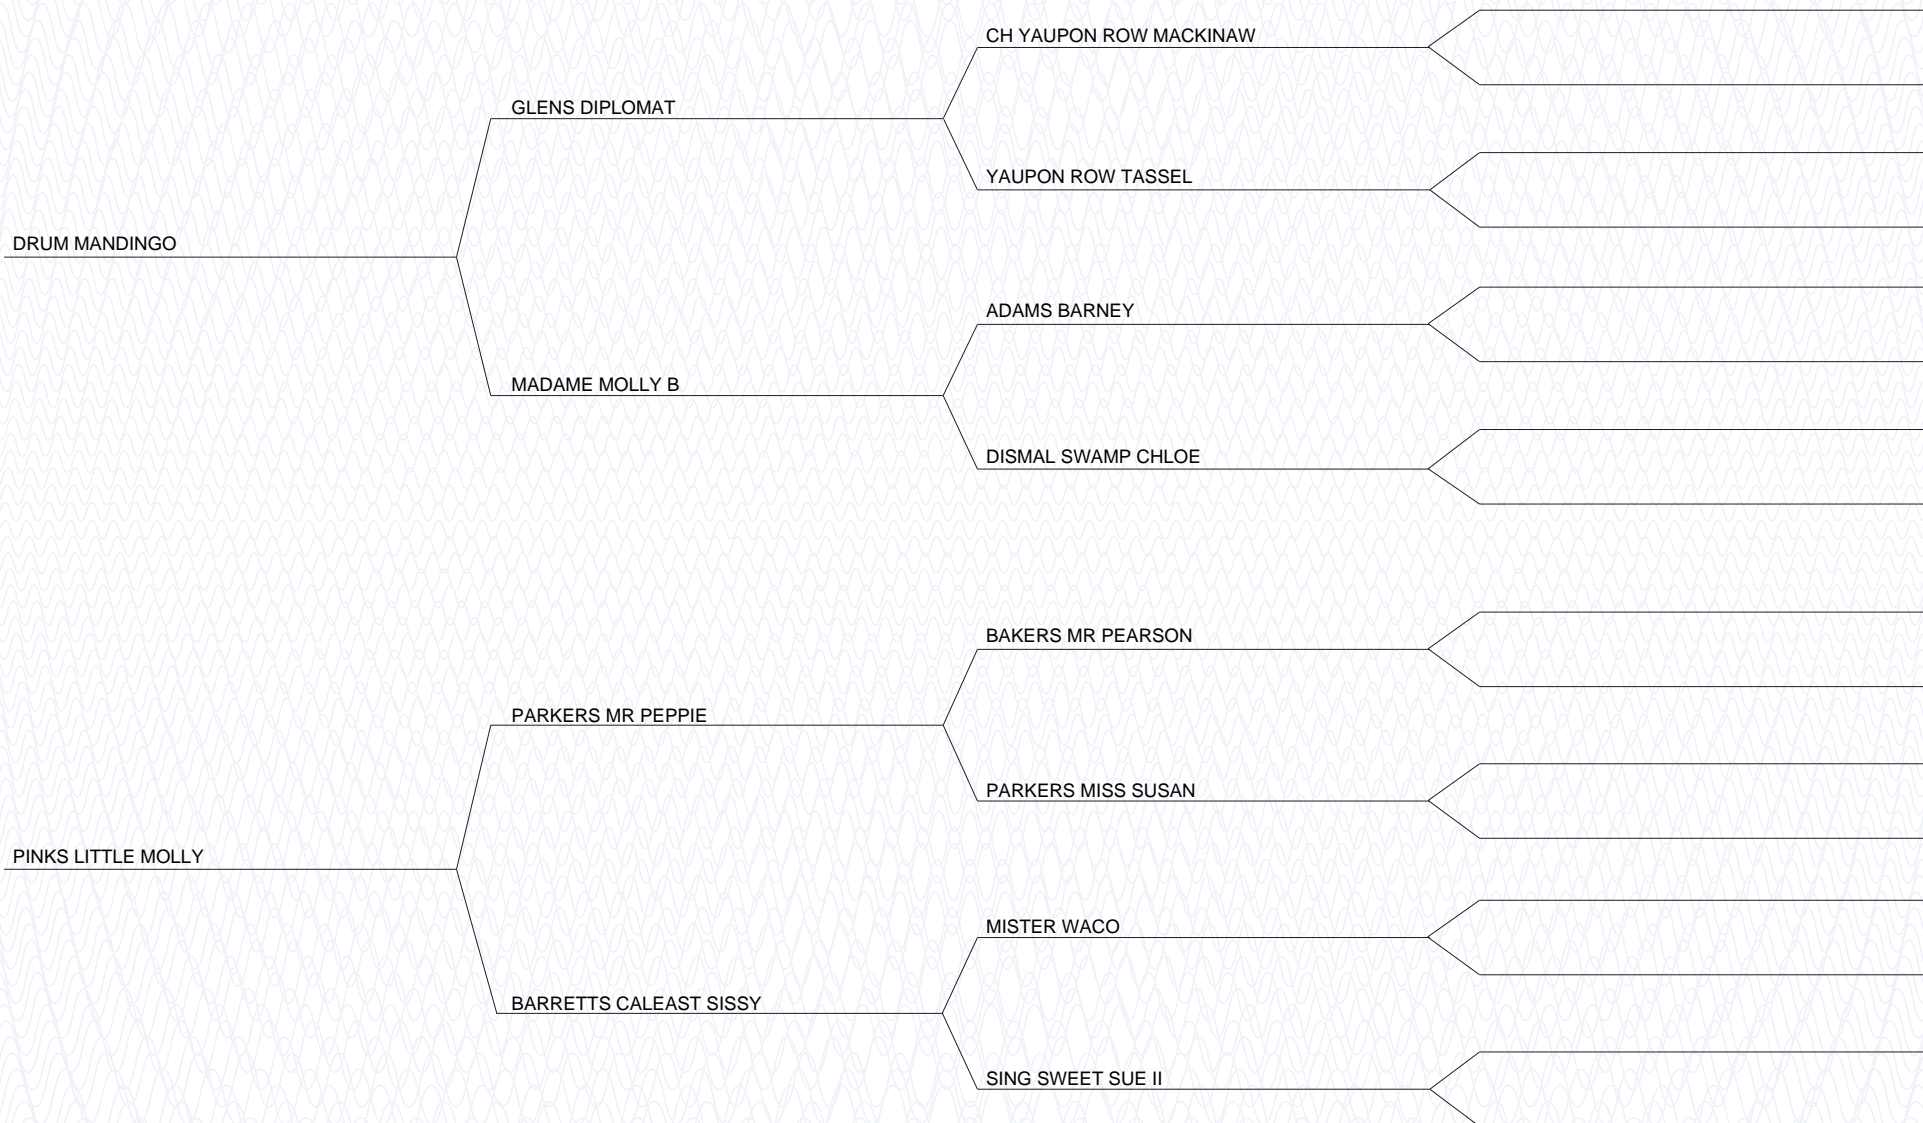 CH YAUPON ROW MACKINAW
GLENS DIPLOMAT
YAUPON ROW TASSEL
DRUM MANDINGO
ADAMS BARNEY
MADAME MOLLY B
DISMAL SWAMP CHLOE
BAKERS MR PEARSON
PARKERS MR PEPPIE
PARKERS MISS SUSAN
PINKS LITTLE MOLLY
MISTER WACO
BARRETTS CALEAST SISSY
SING SWEET SUE II